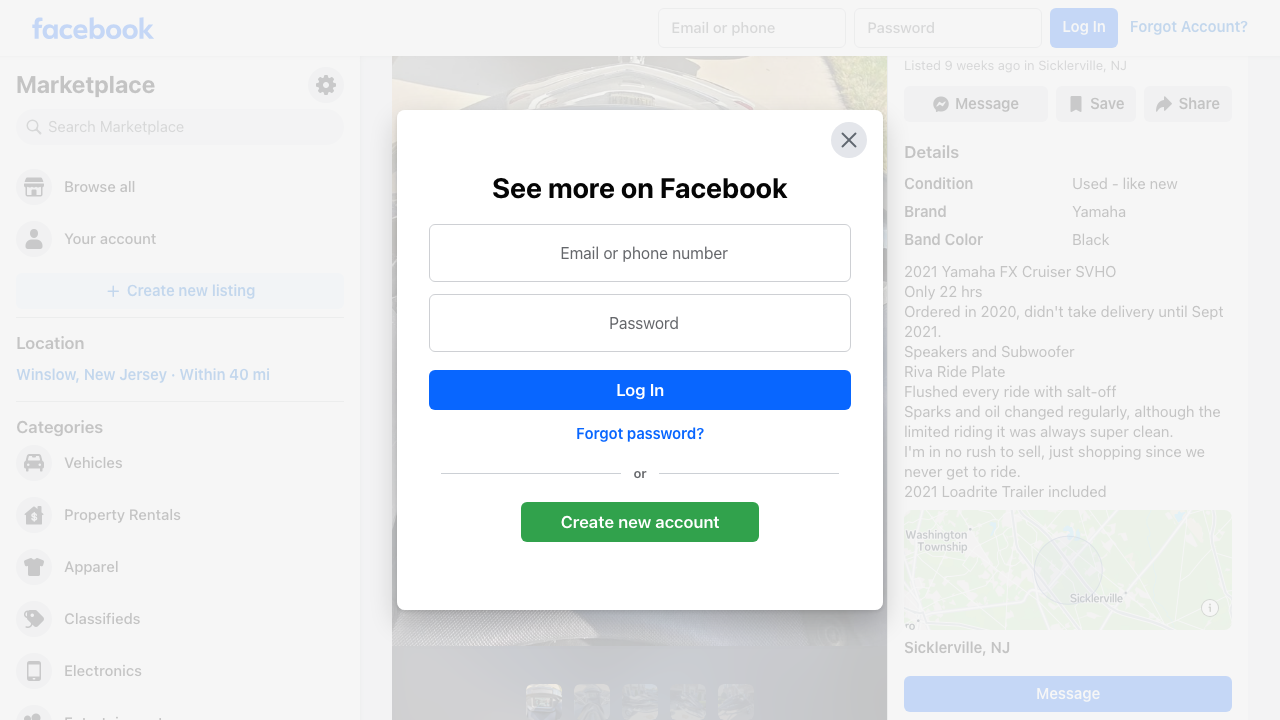 facebook
Email or phone
Password
Log In
Forgot Account?
Marketplace
Search Marketplace
Browse all
Your account
Create new listing
Location
Winslow, New Jersey · Within 40 mi
Categories
Vehicles
Property Rentals
Apparel
Classifieds
Electronics
Entertainment
See more on Facebook
Email or phone number
Password
Log In
Forgot password?
or
Create new account
Listed 9 weeks ago in Sicklerville, NJ
Message
Save
Share
Details
Condition Used - like new
Brand Yamaha
Band Color Black
2021 Yamaha FX Cruiser SVHO
Only 22 hrs
Ordered in 2020, didn't take delivery until Sept
2021.
Speakers and Subwoofer
Riva Ride Plate
Flushed every ride with salt-off
Sparks and oil changed regularly, although the
limited riding it was always super clean.
I'm in no rush to sell, just shopping since we
never get to ride.
2021 Loadrite Trailer included
Washington
Township
Sicklerville
Sicklerville, NJ
Message